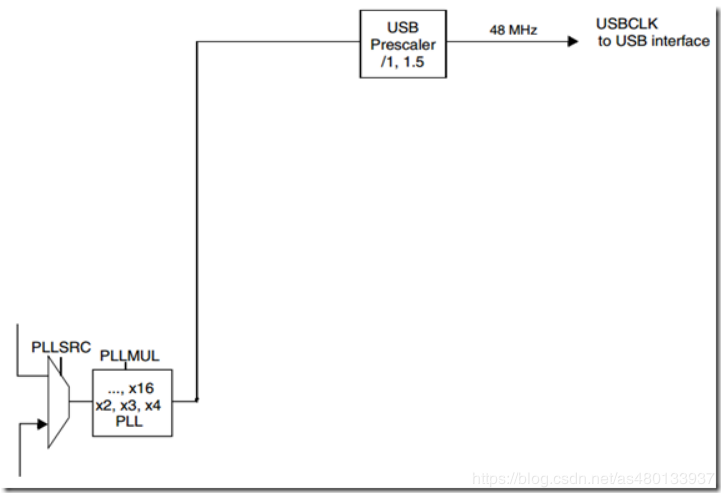 USB
Prescaler
/1, 1.5
48 MHz
USBCLK
to USB interface
PLLSRC
PLLMUL
..., x16
x2, x3, x4
PLL
https://blog.csdn.net/as480133937